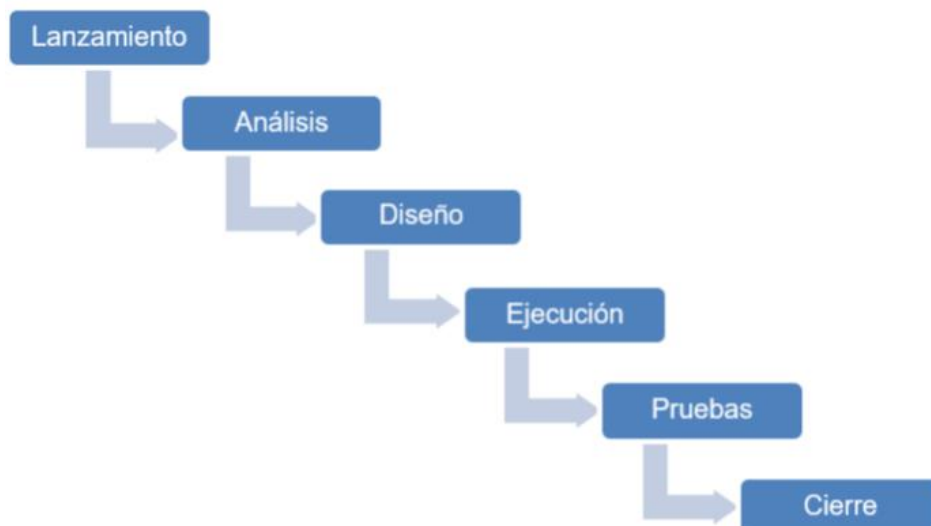 Lanzamiento
Análisis
Diseño
Ejecución
Pruebas
Cierre